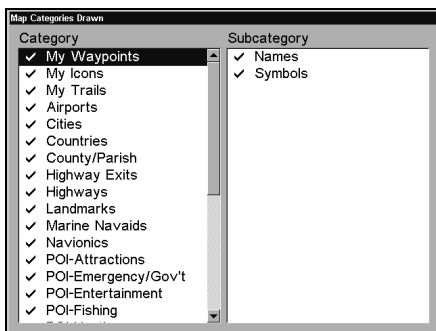 Map Categories Drawn
Category
My Waypoints
My Icons
My Trails
Airports
Cities
Countries
County/Parish
Highway Exits
Highways
Landmarks
Marine Navaids
Navionics
POI-Attractions
POI-Emergency/Gov't
POI-Entertainment
POI-Fishing
Subcategory
Names
Symbols